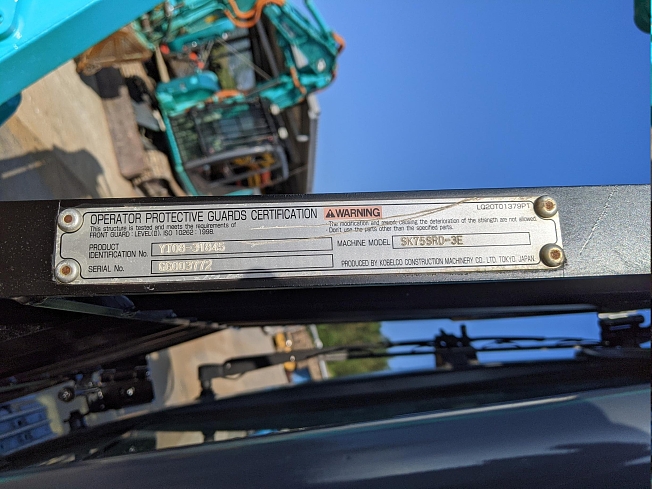 OPERATOR PROTECTIVE GUARDS CERTIFICATION
This structure is tested and meets the requirements of
FRONT GUARD : LEVEL(Ⅱ), ISO 10262 : 1998.
⚠WARNING
LQ20T01379P1
The modification and rework causing the deterioration of the strength are not allowed.
Don't use the parts other than the specified parts.
PRODUCT
IDENTIFICATION No.
SERIAL No.
MACHINE MODEL SK75SRD-3E
PRODUCED BY KOBELCO CONSTRUCTION MACHINERY CO., LTD. TOKYO, JAPAN.